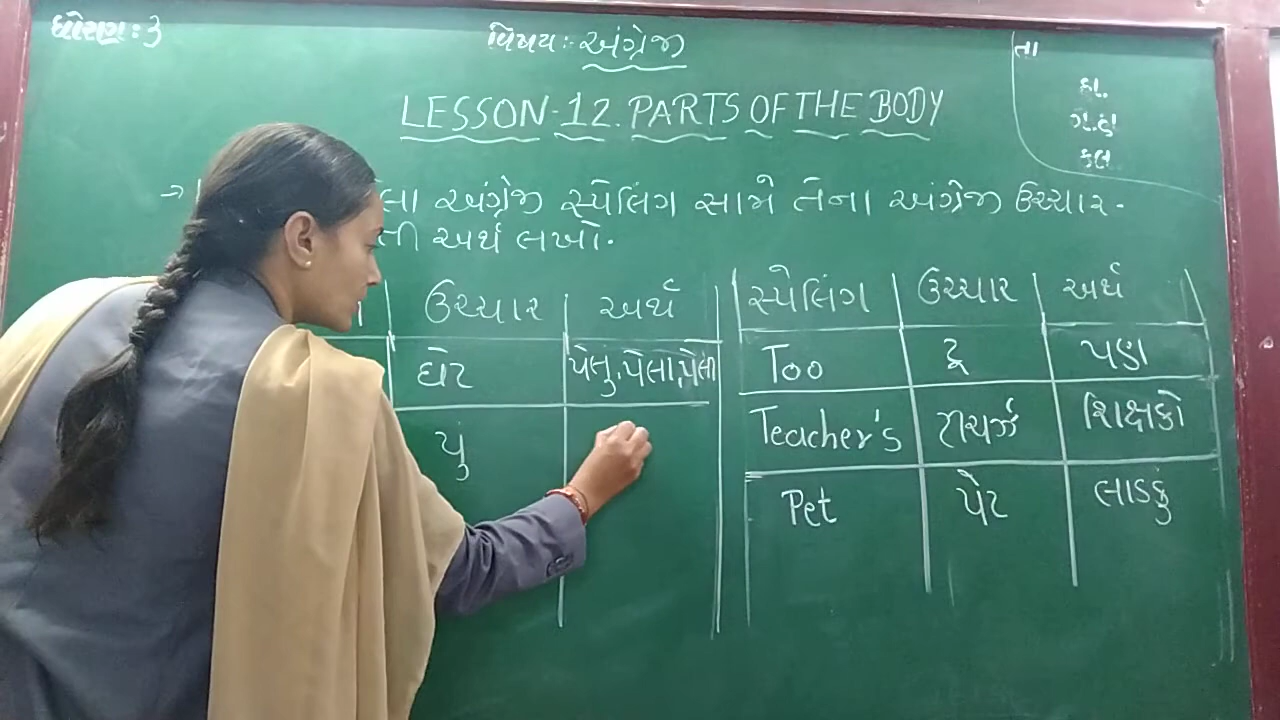 ધોરણ:3
વિષય:-અંગ્રેજી
તા
હા.
ગે.હા
કુલ
LESSON-12. PARTS OF THE BODY
→ લા અંગ્રેજી સ્પેલિંગ સામે તેના અંગ્રેજી ઉચ્ચાર-
તી અર્થ લખો.
ઉચ્ચાર અર્થ
ઘેટ પેલુ,પેલા,પેલી
યુ
સ્પેલિંગ ઉચ્ચાર અર્થ
Too ટૂ પણ
Teacher's ટીચર્ઝ શિક્ષકો
Pet પેટ લાડકુ